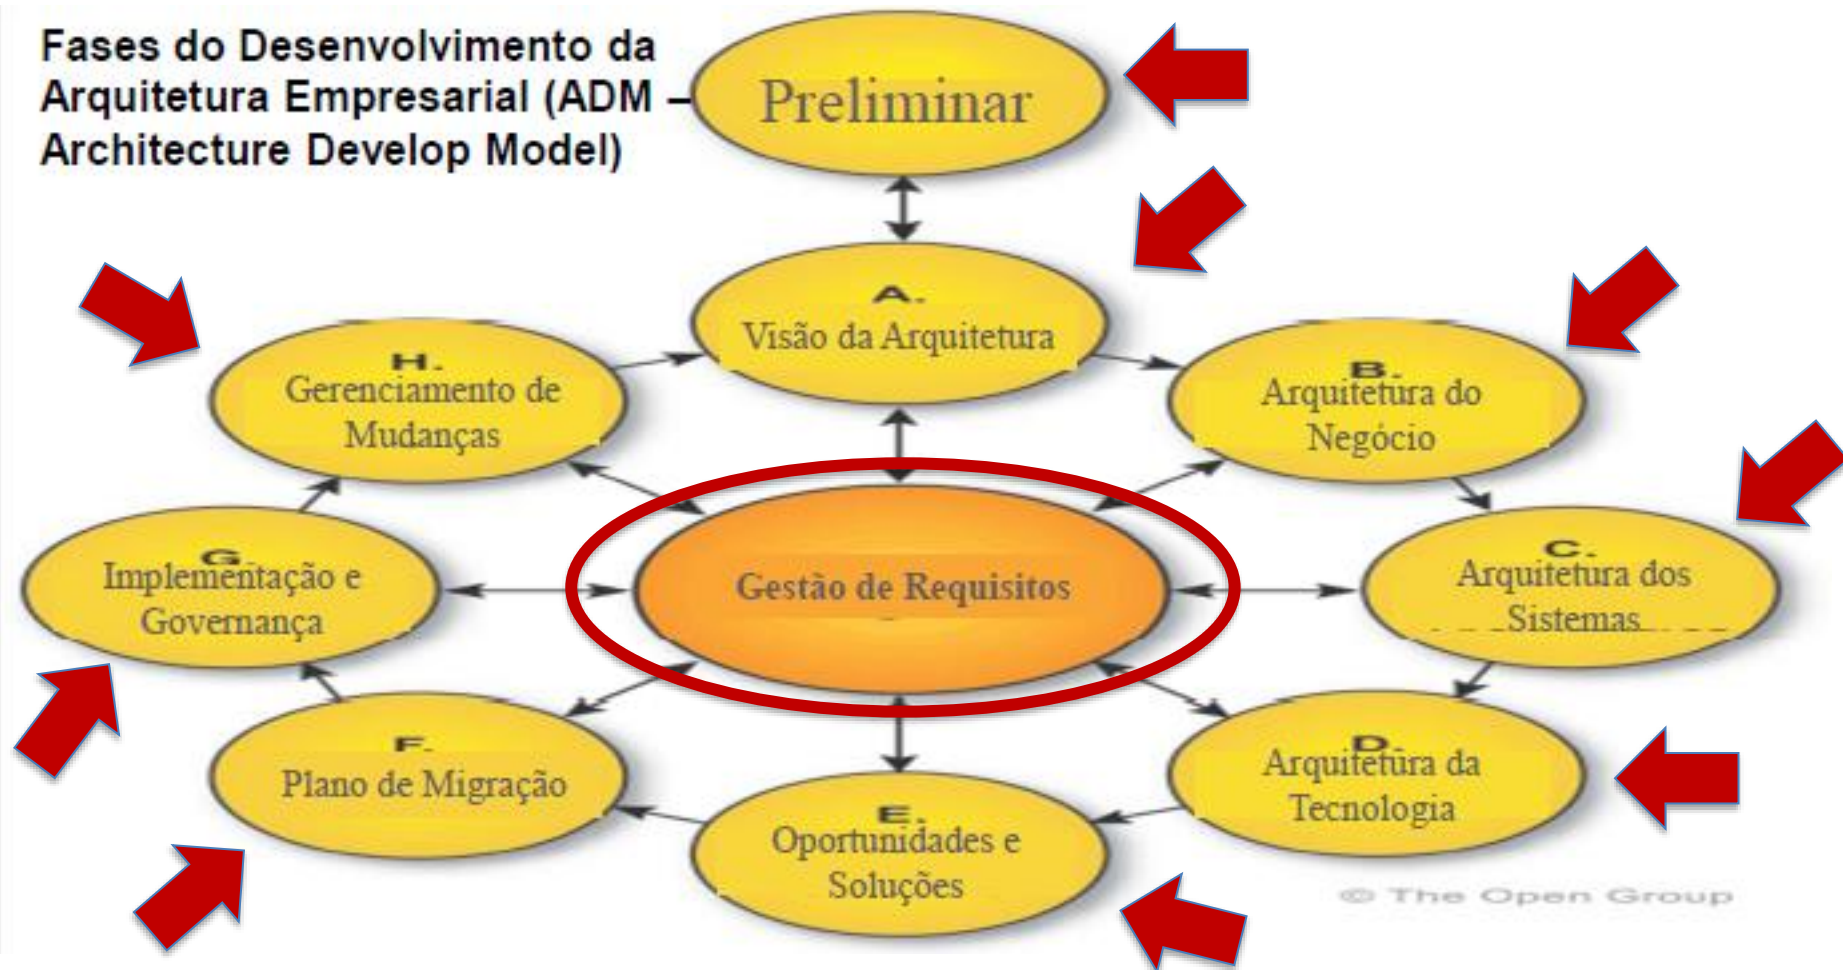 Fases do Desenvolvimento da
Arquitetura Empresarial (ADM –
Architecture Develop Model)
Preliminar
A.
Visão da Arquitetura
B.
Arquitetura do
Negócio
C.
Arquitetura dos
Sistemas
D.
Arquitetura da
Tecnologia
E.
Oportunidades e
Soluções
F.
Plano de Migração
G.
Implementação e
Governança
H.
Gerenciamento de
Mudanças
Gestão de Requisitos
© The Open Group